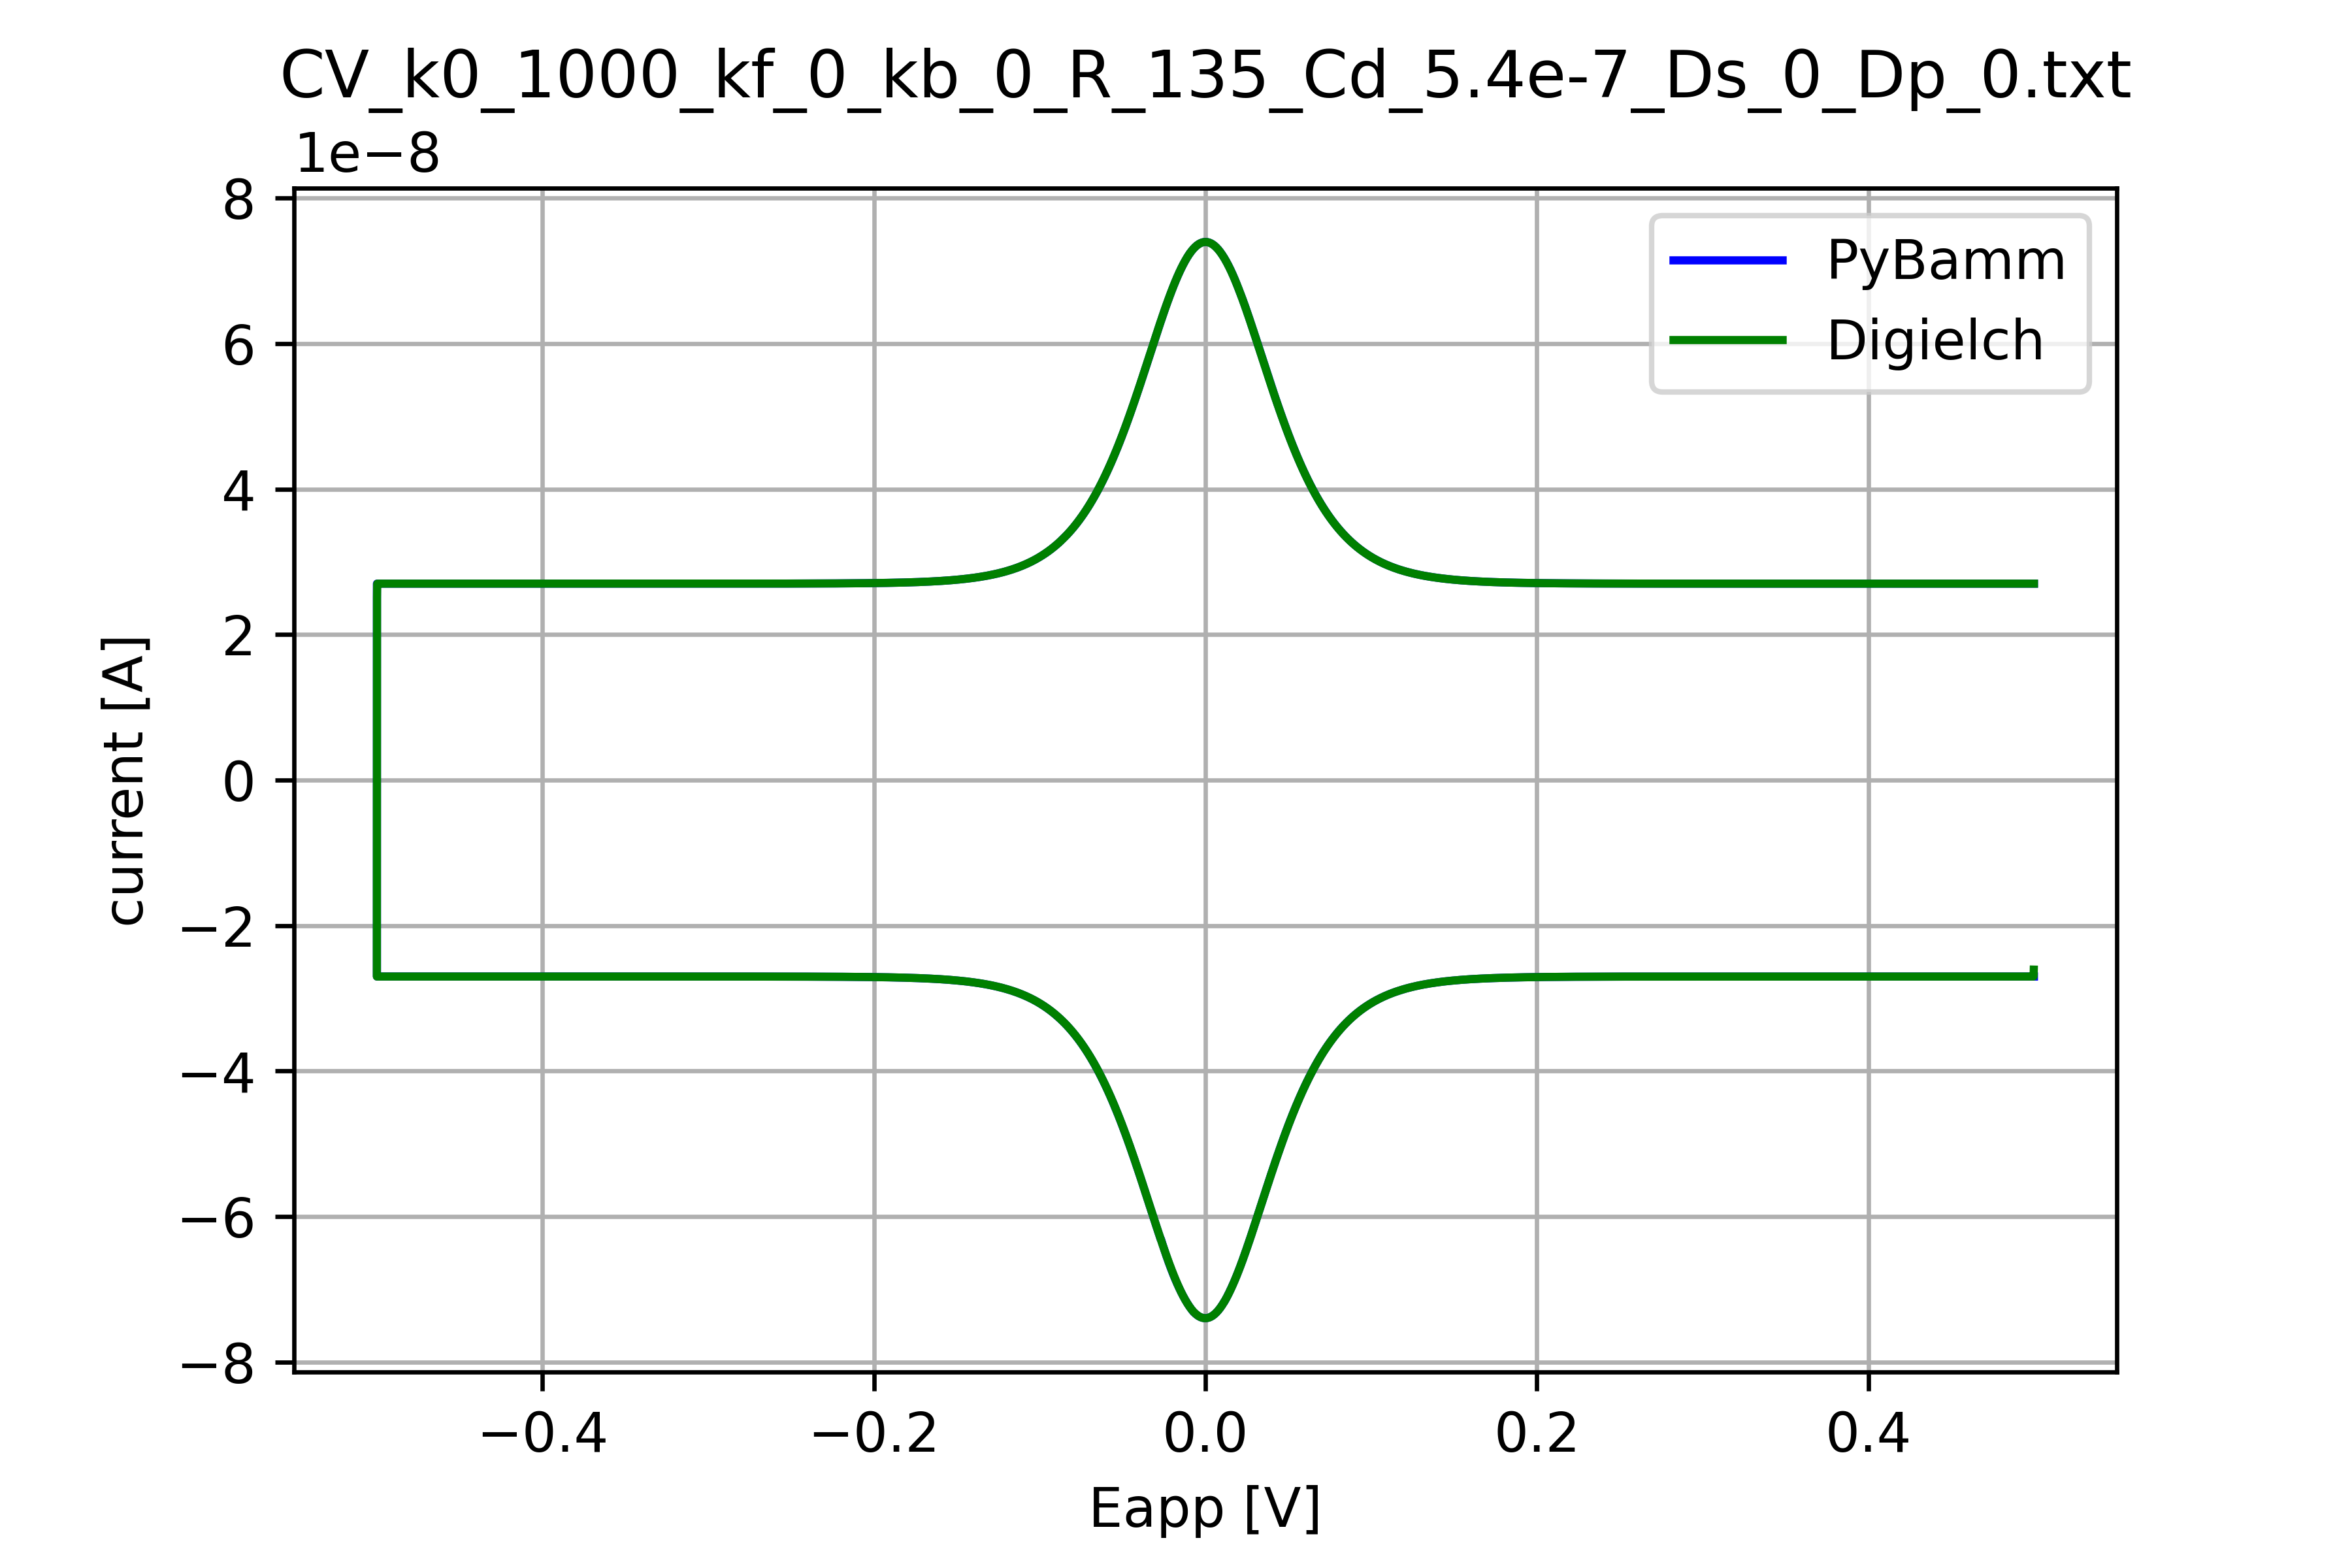 CV_k0_1000_kf_0_kb_0_R_135_Cd_5.4e-7_Ds_0_Dp_0.txt
1e−8
8
6
4
2
0
−2
−4
−6
−8
current [A]
PyBamm
Digielch
−0.4 −0.2 0.0 0.2 0.4
Eapp [V]